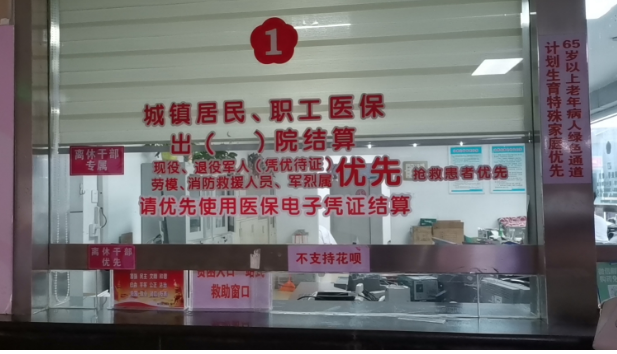 1
城镇居民、职工医保
出( )院结算
现役、退役军人(凭优待证)
劳模、消防救援人员、军烈属
优先
抢救患者优先
请优先使用医保电子凭证结算
离休干部
专属
离休干部
优先
不支持花呗
救助窗口
65岁以上老年病人绿色通道
计划生育特殊家庭优先